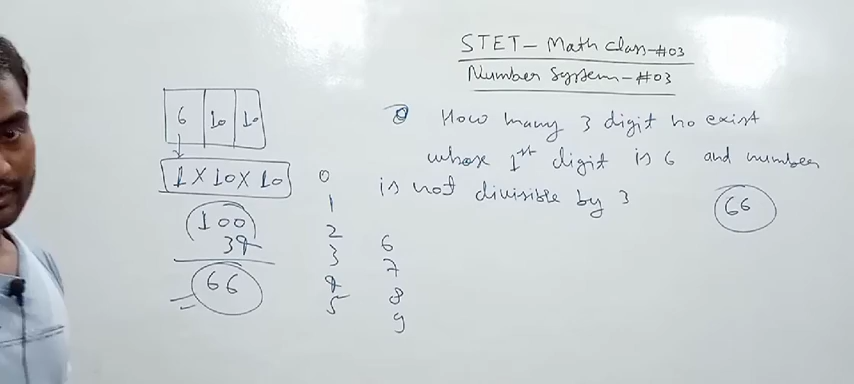 STET - Math class - #03
Number System - #03
How many 3 digit no exist
whose 1st digit is 6 and number
is not divisible by 3
66
6 10 10
1 X 10 X 10
100
34
66
0
1
2
3
4
5
6
7
8
9